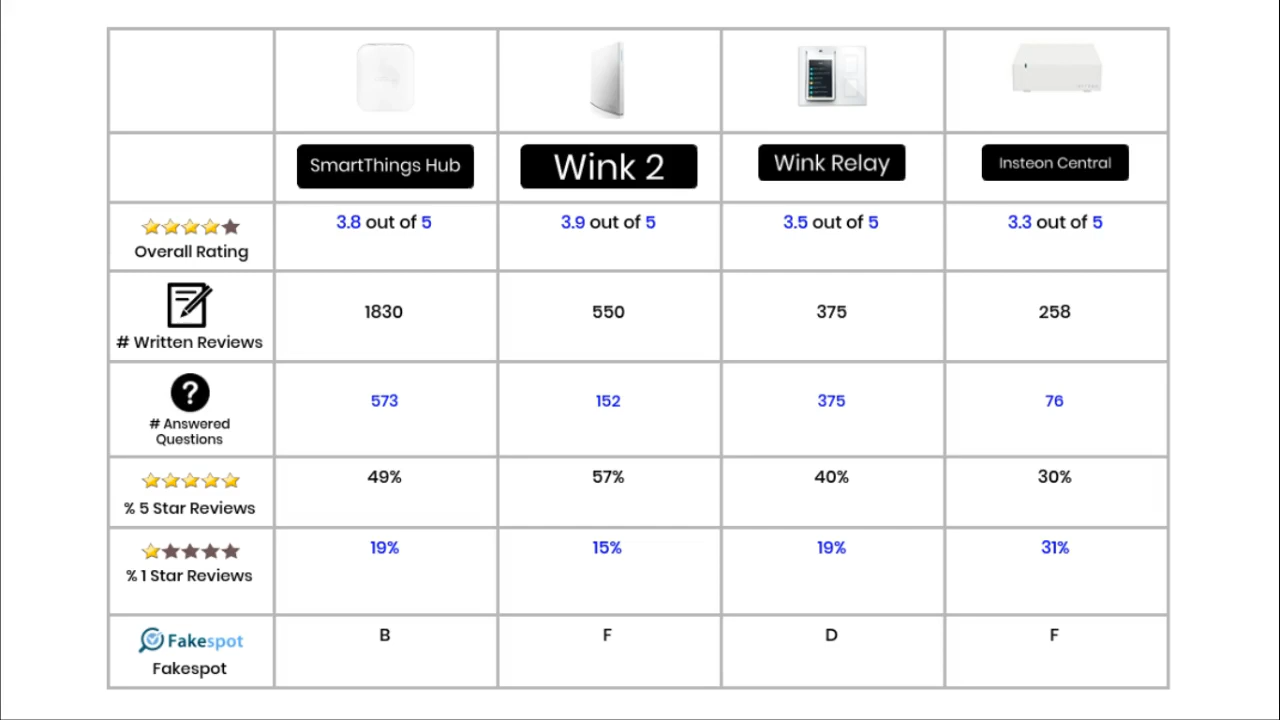 SmartThings Hub
Wink 2
Wink Relay
Insteon Central
Overall Rating
3.8 out of 5
3.9 out of 5
3.5 out of 5
3.3 out of 5
# Written Reviews
1830
550
375
258
# Answered
Questions
573
152
375
76
% 5 Star Reviews
49%
57%
40%
30%
% 1 Star Reviews
19%
15%
19%
31%
Fakespot
Fakespot
B
F
D
F